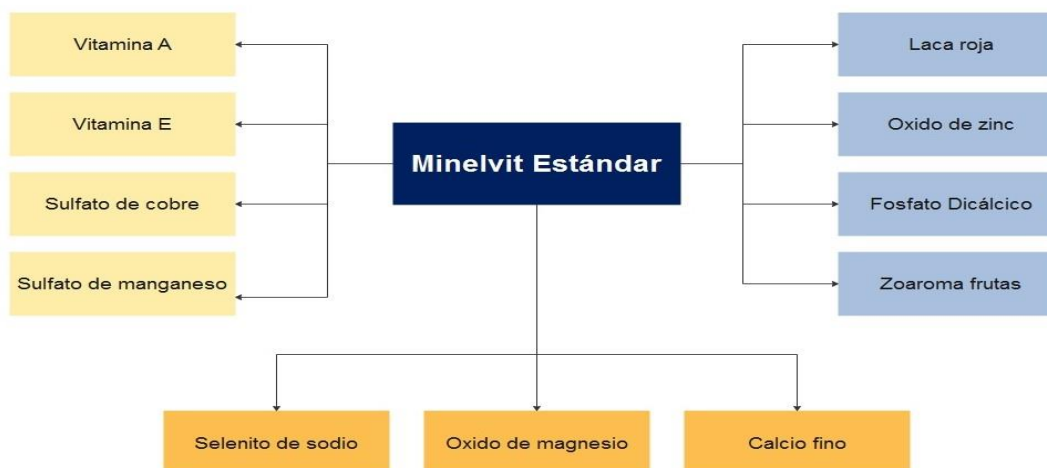 Vitamina A
Vitamina E
Sulfato de cobre
Sulfato de manganeso
Minelvit Estándar
Laca roja
Oxido de zinc
Fosfato Dicálcico
Zoaroma frutas
Selenito de sodio
Oxido de magnesio
Calcio fino